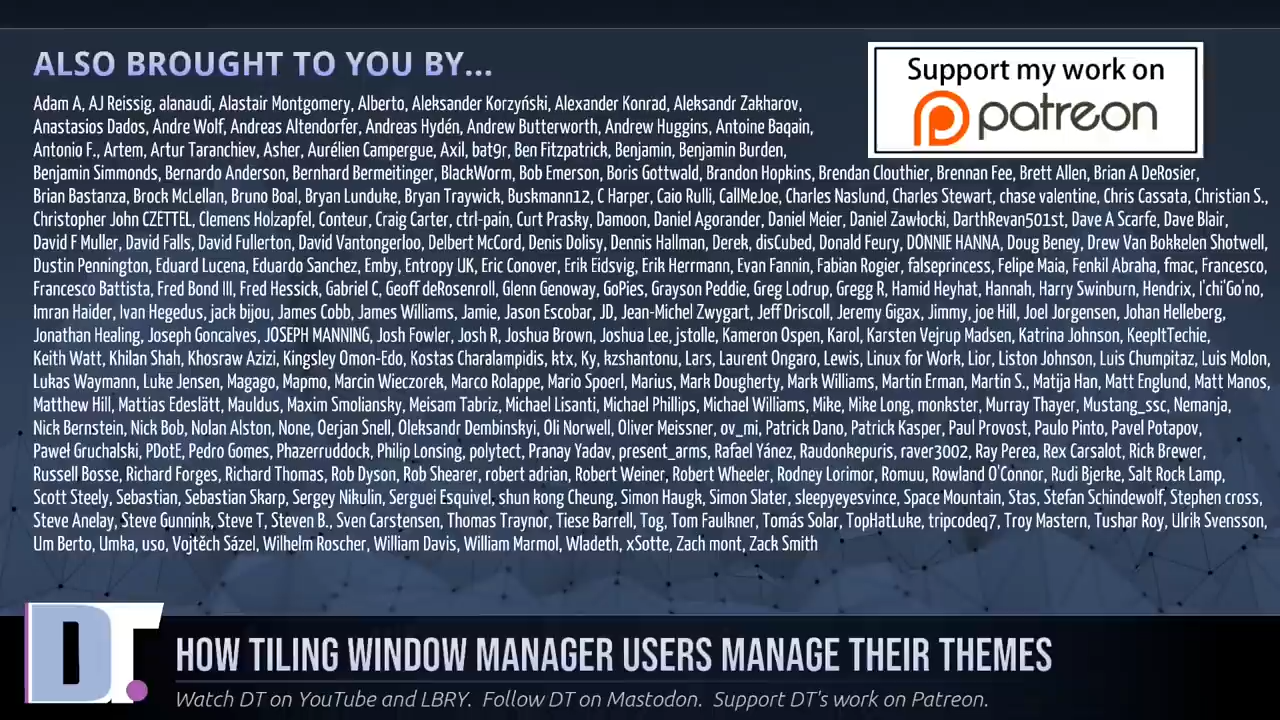 ALSO BROUGHT TO YOU BY...
Support my work on
patreon
Adam A, AJ Reissig, alanaudi, Alastair Montgomery, Alberto, Aleksander Korzyński, Alexander Konrad, Aleksandr Zakharov,
Anastasios Dados, Andre Wolf, Andreas Altendorfer, Andreas Hydén, Andrew Butterworth, Andrew Huggins, Antoine Baqain,
Antonio F., Artem, Artur Taranchiev, Asher, Aurélien Campergue, Axil, bat9r, Ben Fitzpatrick, Benjamin, Benjamin Burden,
Benjamin Simmonds, Bernardo Anderson, Bernhard Bermeitinger, BlackWorm, Bob Emerson, Boris Gottwald, Brandon Hopkins, Brendan Clouthier, Brennan Fee, Brett Allen, Brian A DeRosier,
Brian Bastanza, Brock McLellan, Bruno Boal, Bryan Lunduke, Bryan Traywick, Buskmann12, C Harper, Caio Rulli, CallMeJoe, Charles Naslund, Charles Stewart, chase valentine, Chris Cassata, Christian S.,
Christopher John CZETTEL, Clemens Holzapfel, Conteur, Craig Carter, ctrl-pain, Curt Prasky, Damoon, Daniel Agorander, Daniel Meier, Daniel Zawłocki, DarthRevan501st, Dave A Scarfe, Dave Blair,
David F Muller, David Falls, David Fullerton, David Vantongerloo, Delbert McCord, Denis Dolisy, Dennis Hallman, Derek, disCubed, Donald Feury, DONNIE HANNA, Doug Beney, Drew Van Bokkelen Shotwell,
Dustin Pennington, Eduard Lucena, Eduardo Sanchez, Emby, Entropy UK, Eric Conover, Erik Eidsvig, Erik Herrmann, Evan Fannin, Fabian Rogier, falseprincess, Felipe Maia, Fenkil Abraha, fmac, Francesco,
Francesco Battista, Fred Bond III, Fred Hessick, Gabriel C, Geoff deRosenroll, Glenn Genoway, GoPies, Grayson Peddie, Greg Lodrup, Gregg R, Hamid Heyhat, Hannah, Harry Swinburn, Hendrix, I'chi'Go'no,
Imran Haider, Ivan Hegedus, jack bijou, James Cobb, James Williams, Jamie, Jason Escobar, JD, Jean-Michel Zwygart, Jeff Driscoll, Jeremy Gigax, Jimmy, joe Hill, Joel Jorgensen, Johan Helleberg,
Jonathan Healing, Joseph Goncalves, JOSEPH MANNING, Josh Fowler, Josh R, Joshua Brown, Joshua Lee, jstolle, Kameron Ospen, Karol, Karsten Vejrup Madsen, Katrina Johnson, KeepItTechie,
Keith Watt, Khilan Shah, Khosraw Azizi, Kingsley Omon-Edo, Kostas Charalampidis, ktx, Ky, kzshantonu, Lars, Laurent Ongaro, Lewis, Linux for Work, Lior, Liston Johnson, Luis Chumpitaz, Luis Molon,
Lukas Waymann, Luke Jensen, Magago, Mapmo, Marcin Wieczorek, Marco Rolappe, Mario Spoerl, Marius, Mark Dougherty, Mark Williams, Martin Erman, Martin S., Matija Han, Matt Englund, Matt Manos,
Matthew Hill, Mattias Edeslätt, Mauldus, Maxim Smoliansky, Meisam Tabriz, Michael Lisanti, Michael Phillips, Michael Williams, Mike, Mike Long, monkster, Murray Thayer, Mustang_ssc, Nemanja,
Nick Bernstein, Nick Bob, Nolan Alston, None, Oerjan Snell, Oleksandr Dembinskyi, Oli Norwell, Oliver Meissner, ov_mi, Patrick Dano, Patrick Kasper, Paul Provost, Paulo Pinto, Pavel Potapov,
Paweł Gruchalski, PDotE, Pedro Gomes, Phazerruddock, Philip Lonsing, polytect, Pranay Yadav, present_arms, Rafael Yánez, Raudonkepuris, raver3002, Ray Perea, Rex Carsalot, Rick Brewer,
Russell Bosse, Richard Forges, Richard Thomas, Rob Dyson, Rob Shearer, robert adrian, Robert Weiner, Robert Wheeler, Rodney Lorimor, Romuu, Rowland O'Connor, Rudi Bjerke, Salt Rock Lamp,
Scott Steely, Sebastian, Sebastian Skarp, Sergey Nikulin, Serguei Esquivel, shun kong Cheung, Simon Haugk, Simon Slater, sleepyeyesvince, Space Mountain, Stas, Stefan Schindewolf, Stephen cross,
Steve Anelay, Steve Gunnink, Steve T, Steven B., Sven Carstensen, Thomas Traynor, Tiese Barrell, Tog, Tom Faulkner, Tomás Solar, TopHatLuke, tripcodeq7, Troy Mastern, Tushar Roy, Ulrik Svensson,
Um Berto, Umka, uso, Vojtěch Sázel, Wilhelm Roscher, William Davis, William Marmol, Wladeth, xSotte, Zach mont, Zack Smith
DT.
HOW TILING WINDOW MANAGER USERS MANAGE THEIR THEMES
Watch DT on YouTube and LBRY. Follow DT on Mastodon. Support DT's work on Patreon.